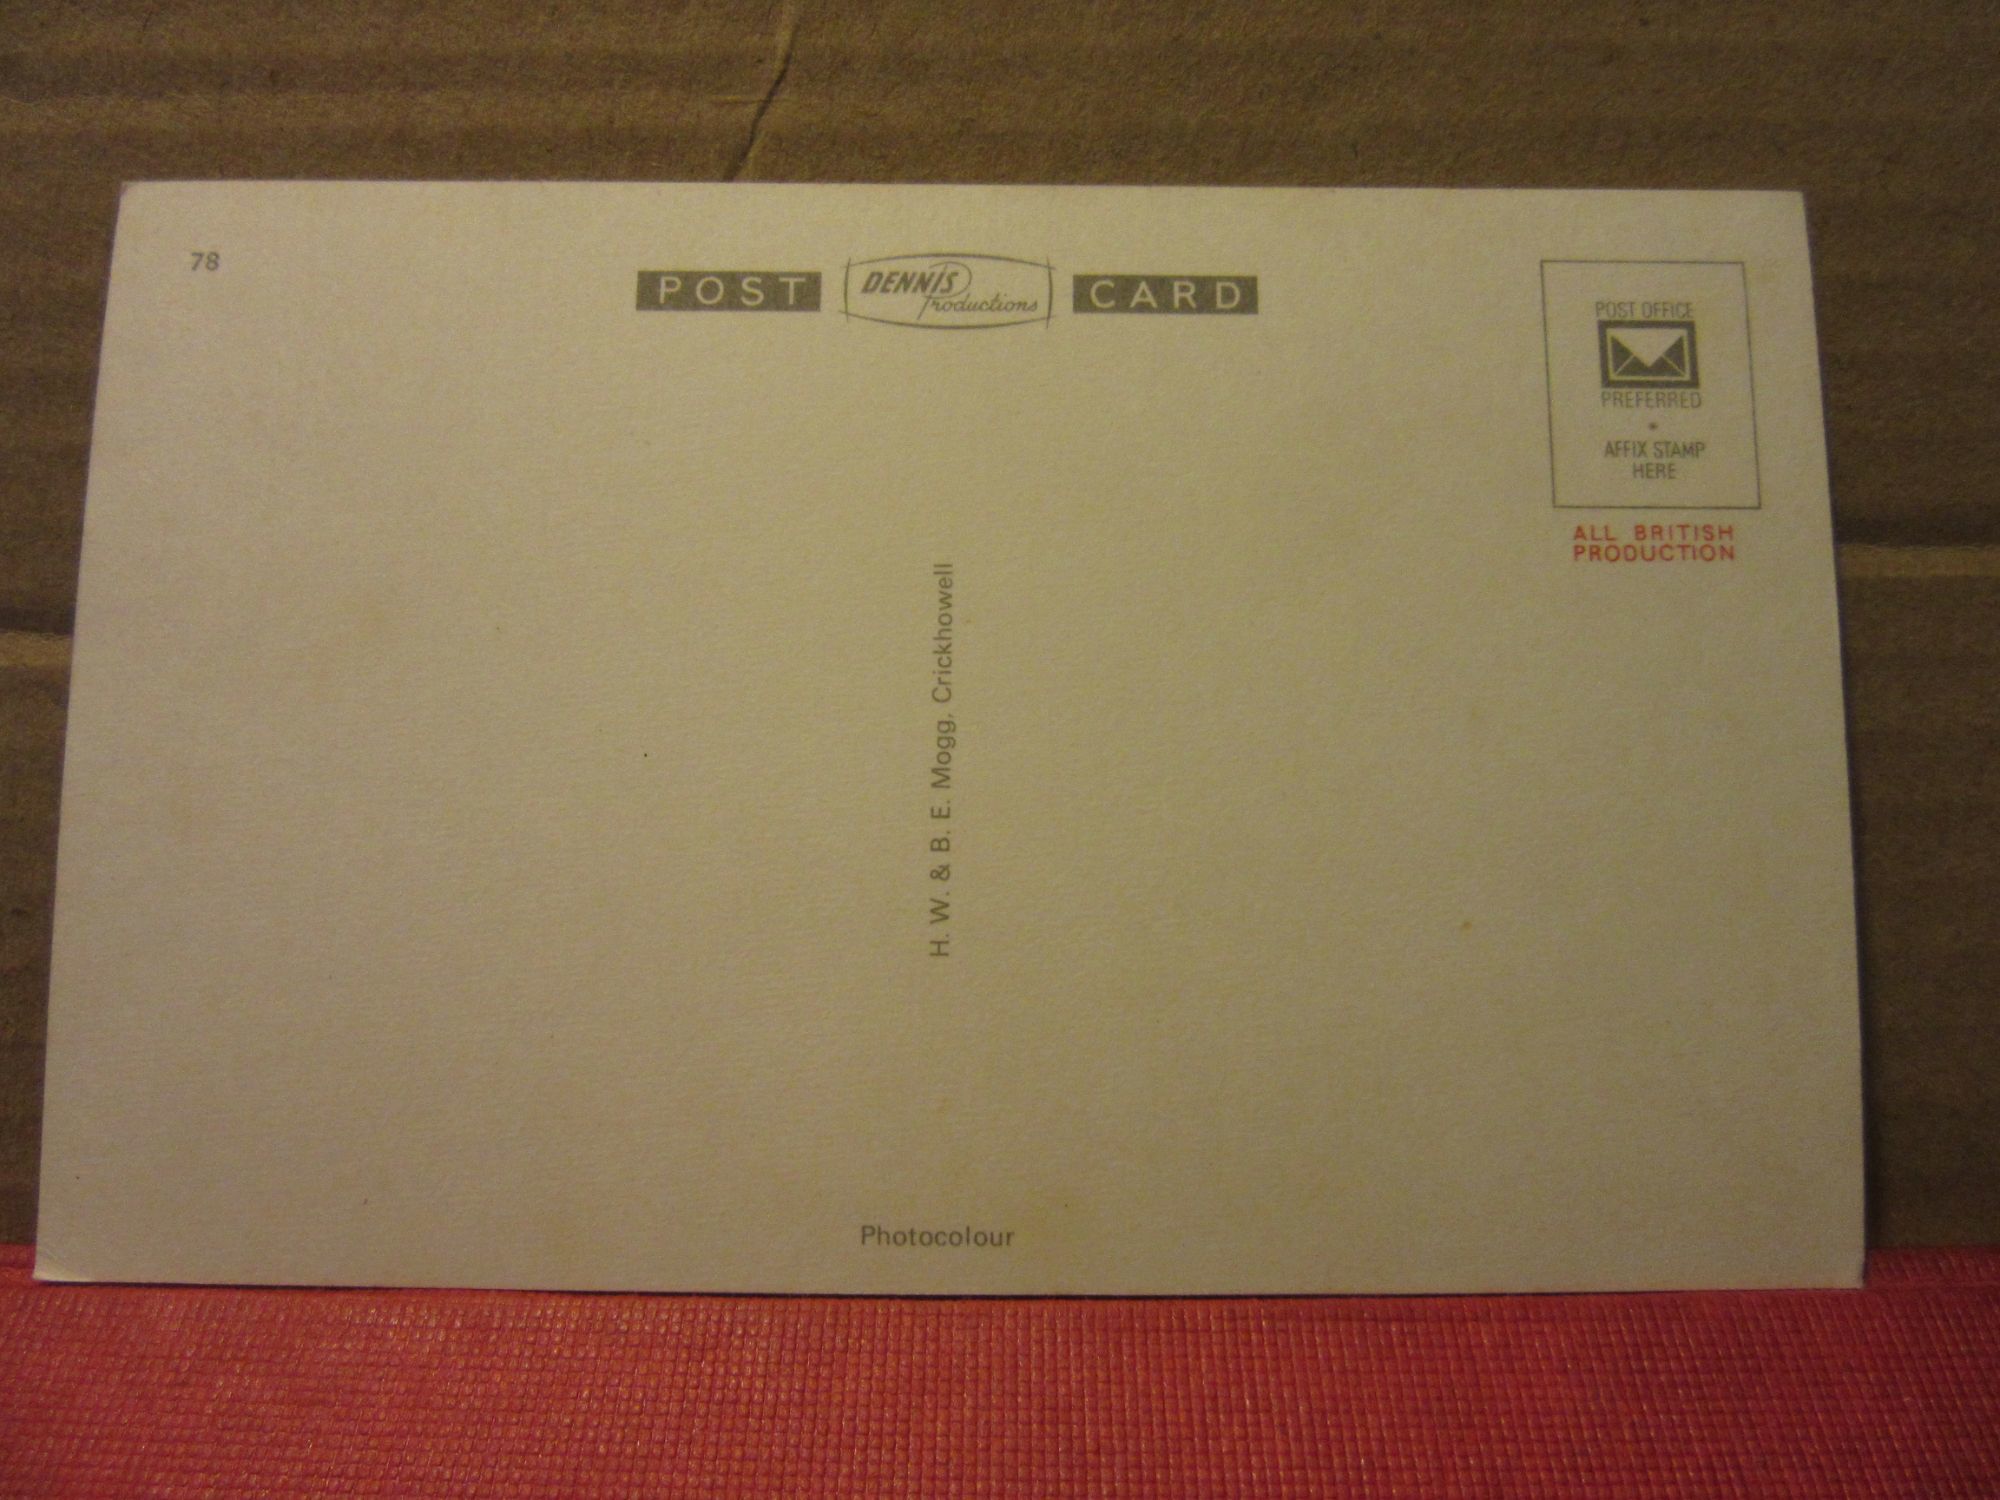 78
POST DENNIS Productions CARD
POST OFFICE
PREFERRED
AFFIX STAMP
HERE
ALL BRITISH
PRODUCTION
H. W. & B. E. Mogg, Crickhowell
Photocolour